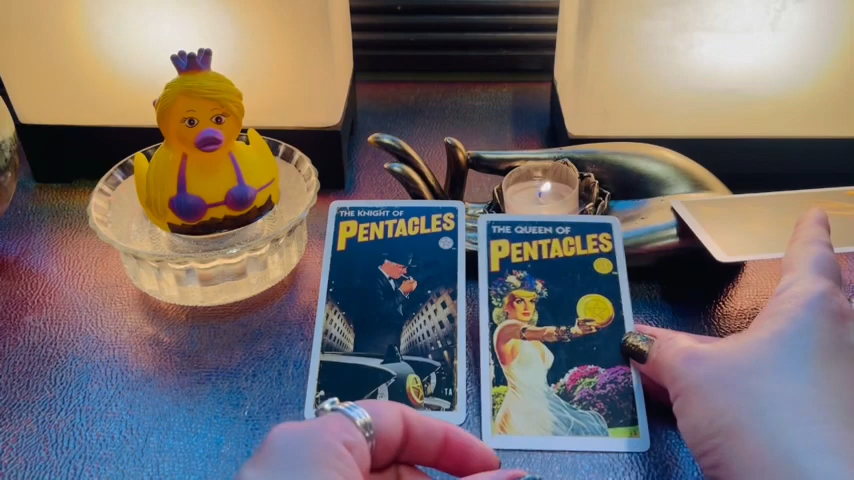 THE KNIGHT OF
PENTACLES
THE QUEEN OF
PENTACLES